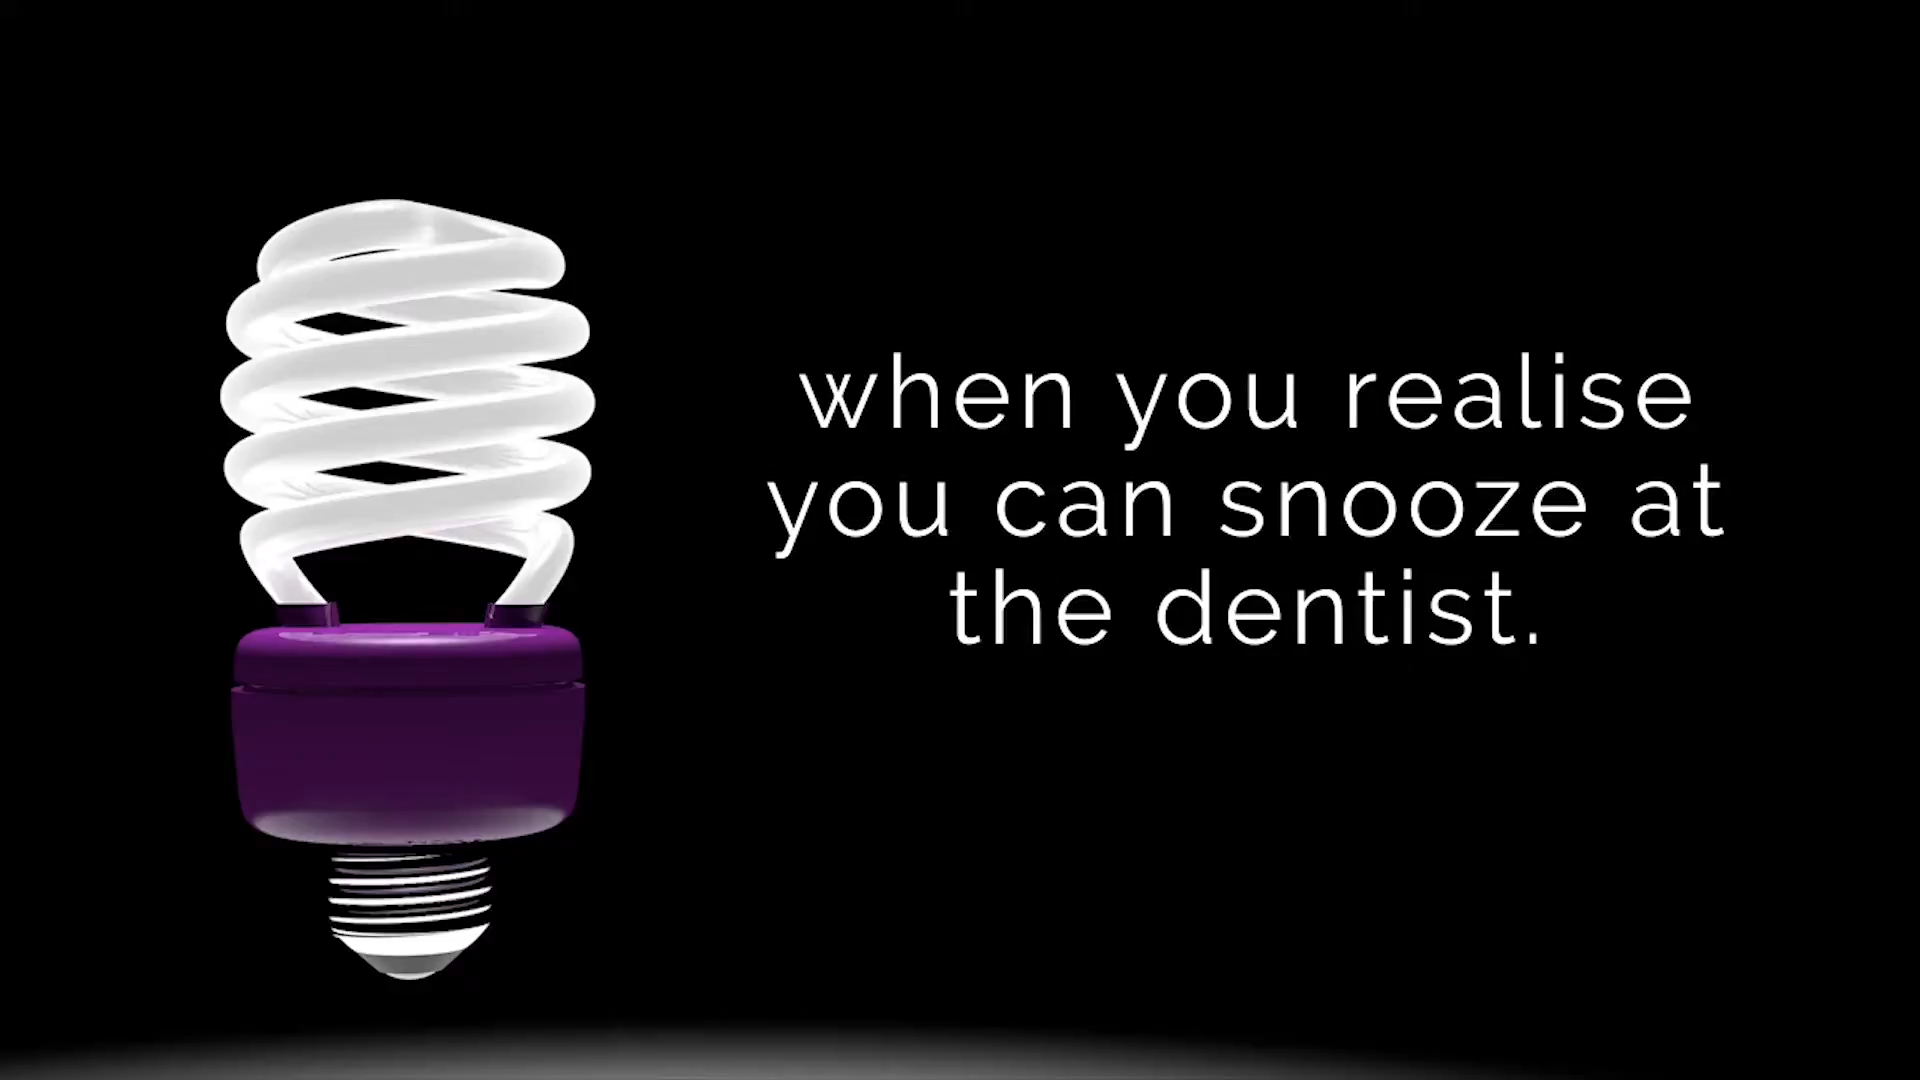 when you realise
you can snooze at
the dentist.